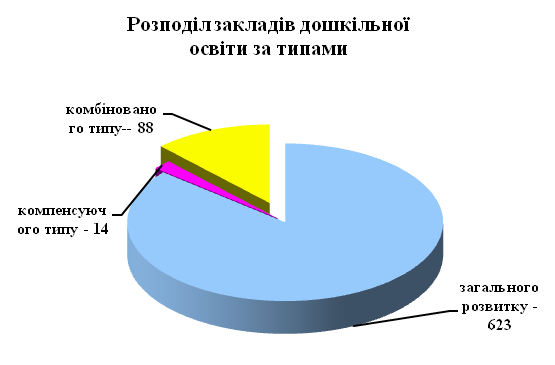 Розподіл закладів дошкільної
освіти за типами
комбіновано
го типу-- 88
компенсуюч
ого типу - 14
загального
розвитку -
623